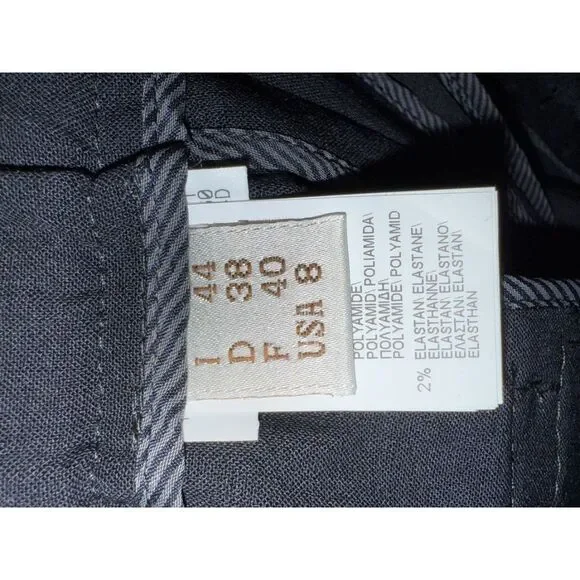 I 44
D 38
F 40
USA 8
POLYAMIDE\
POLYAMID\ POLIAMIDA\
ΠΟΛΥΑΜΙΔΗ\
POLYAMIDE\ POLYAMID
2% ELASTAN\ ELASTANE\
ELASTHANNE\
ELASTAN\ ELASTANO\
ΕΛΑΣΤΑΝ\ ELASTAN\
ELASTHAN